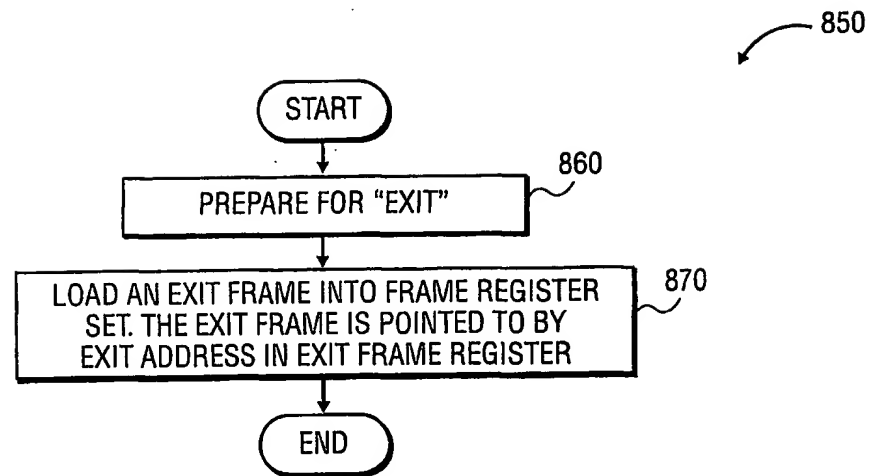 850
START
860
PREPARE FOR “EXIT”
870
LOAD AN EXIT FRAME INTO FRAME REGISTER
SET. THE EXIT FRAME IS POINTED TO BY
EXIT ADDRESS IN EXIT FRAME REGISTER
END